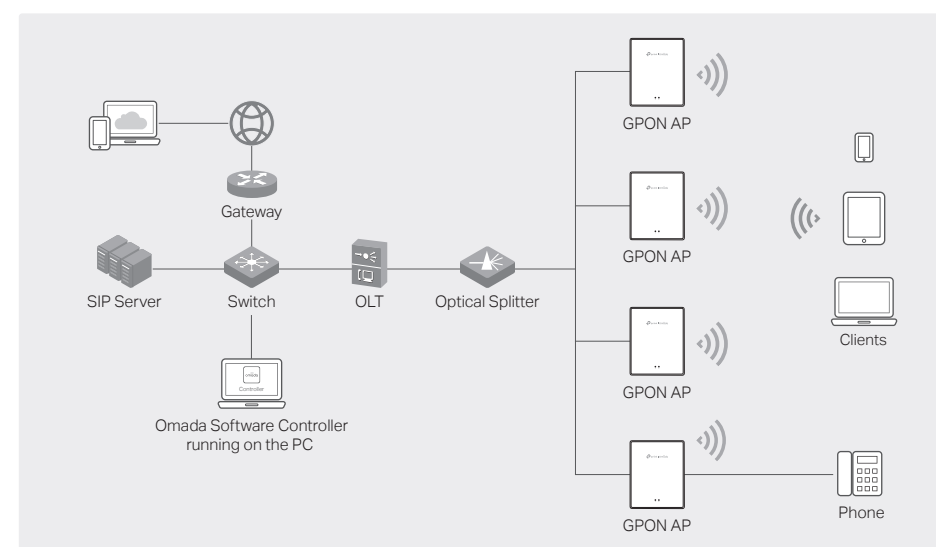 GPON AP
Gateway
GPON AP
SIP Server
Switch
OLT
Optical Splitter
Clients
Controller
GPON AP
Omada Software Controller
running on the PC
Phone
GPON AP